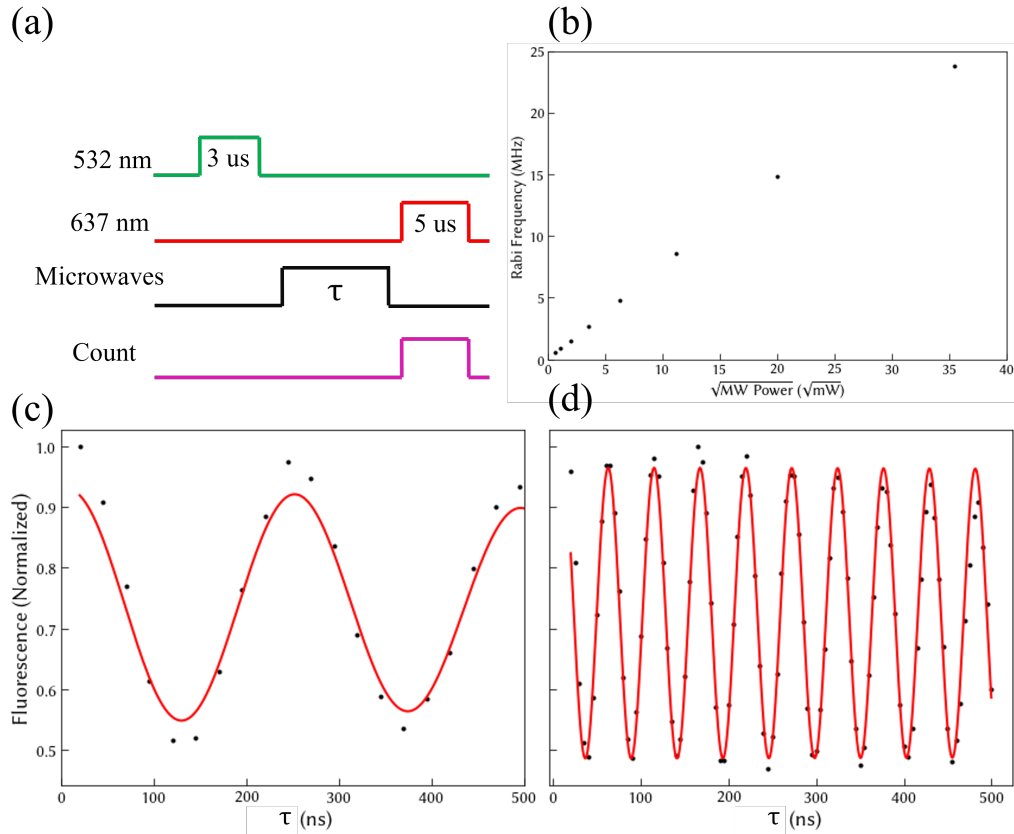 (a)
532 nm
3 us
637 nm
5 us
Microwaves
τ
Count
(b)
Rabi Frequency (MHz)
25
20
15
10
5
0
0 5 10 15 20 25 30 35 40
√MW Power (√mW)
(c)
Fluorescence (Normalized)
1.0
0.9
0.8
0.7
0.6
0.5
0 100 200 300 400 500
τ (ns)
(d)
0 100 200 300 400 500
τ (ns)